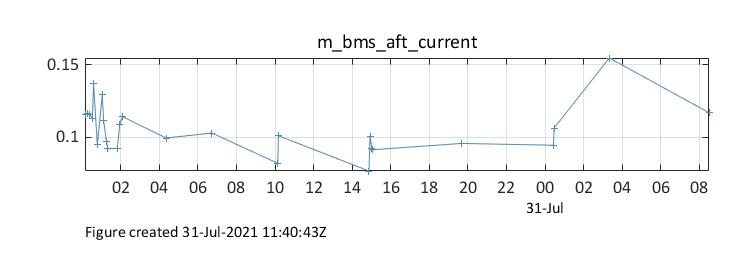 m_bms_aft_current
0.15
0.1
02 04 06 08 10 12 14 16 18 20 22 00 02 04 06 08
31-Jul
Figure created 31-Jul-2021 11:40:43Z